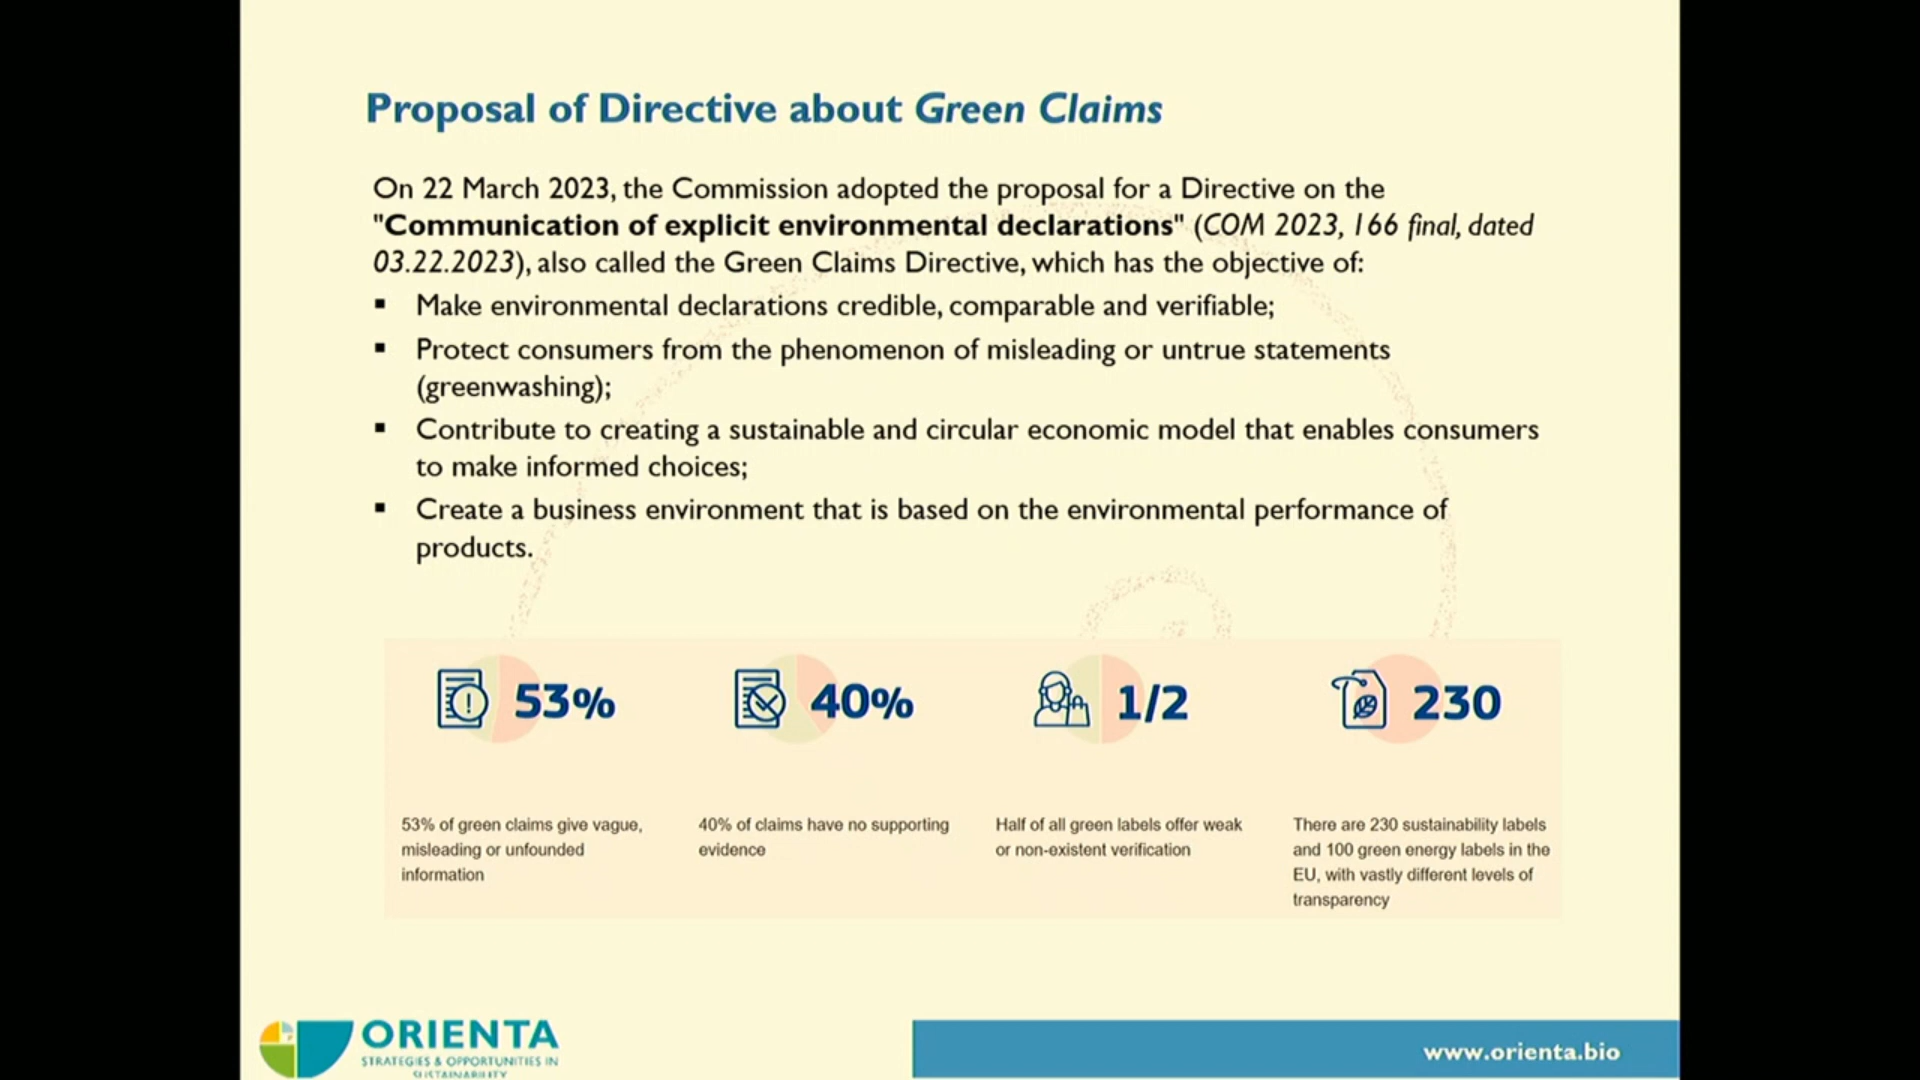 Proposal of Directive about Green Claims
On 22 March 2023, the Commission adopted the proposal for a Directive on the
"Communication of explicit environmental declarations" (COM 2023, 166 final, dated
03.22.2023), also called the Green Claims Directive, which has the objective of:
▪ Make environmental declarations credible, comparable and verifiable;
▪ Protect consumers from the phenomenon of misleading or untrue statements
(greenwashing);
▪ Contribute to creating a sustainable and circular economic model that enables consumers
to make informed choices;
▪ Create a business environment that is based on the environmental performance of
products.
53%
53% of green claims give vague,
misleading or unfounded
information
40%
40% of claims have no supporting
evidence
1/2
Half of all green labels offer weak
or non-existent verification
230
There are 230 sustainability labels
and 100 green energy labels in the
EU, with vastly different levels of
transparency
ORIENTA
STRATEGIES & OPPORTUNITIES IN
SUSTAINABILITY
www.orienta.bio